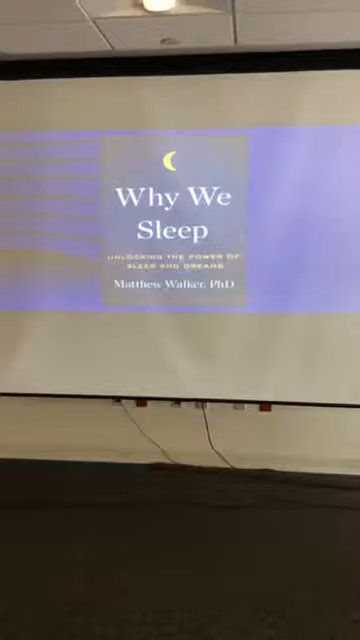 Why We
Sleep
UNLOCKING THE POWER OF
SLEEP AND DREAMS
Matthew Walker, PhD